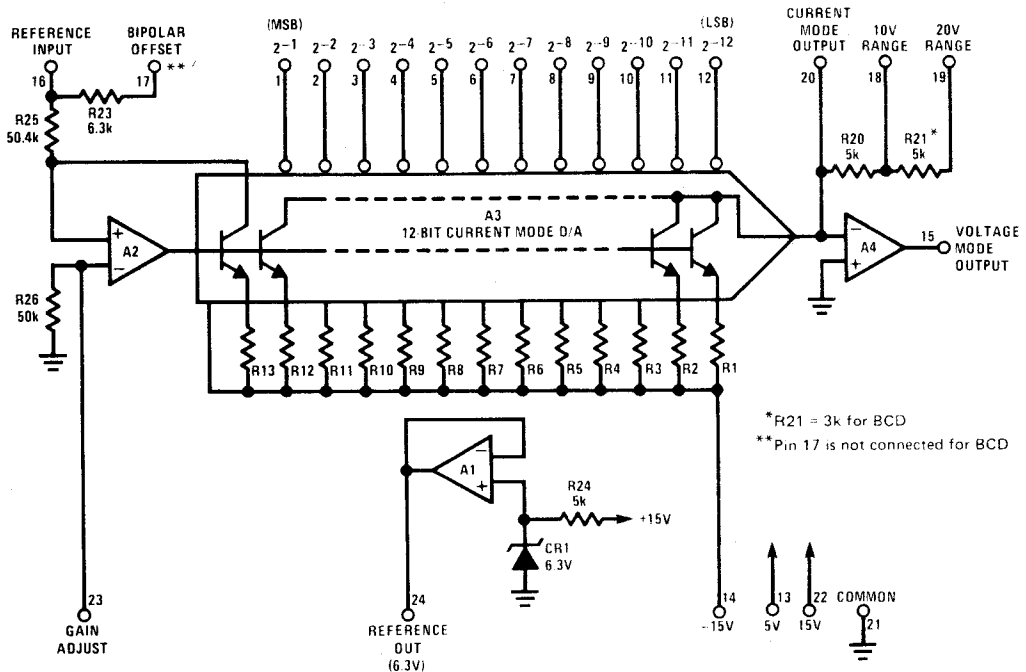 REFERENCE
INPUT
16
BIPOLAR
OFFSET
17
**
(MSB)
2-1
2-2
2-3
2-4
2-5
2-6
2-7
2-8
2-9
2-10
2-11
(LSB)
2-12
1
2
3
4
5
6
7
8
9
10
11
12
CURRENT
MODE
OUTPUT
20
10V
RANGE
18
20V
RANGE
19
R25
50.4k
R23
6.3k
R20
5k
R21*
5k
A2
+
−
R26
50k
A3
12-BIT CURRENT MODE D/A
−
+
A4
15
VOLTAGE
MODE
OUTPUT
R13
R12
R11
R10
R9
R8
R7
R6
R5
R4
R3
R2
R1
*R21 = 3k for BCD
**Pin 17 is not connected for BCD
A1
−
+
R24
5k
+15V
CR1
6.3V
23
GAIN
ADJUST
24
REFERENCE
OUT
(6.3V)
14
−15V
13
5V
22
15V
COMMON
21